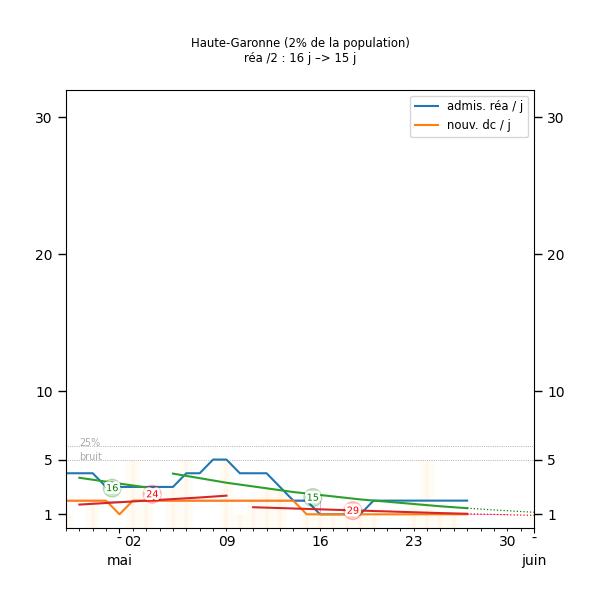 Haute-Garonne (2% de la population)
réa /2 : 16 j –> 15 j
admis. réa / j
nouv. dc / j
30 30
20 20
10 10
25%
bruit
5 5
16 24 15 29
1 1
02 09 16 23 30
mai juin